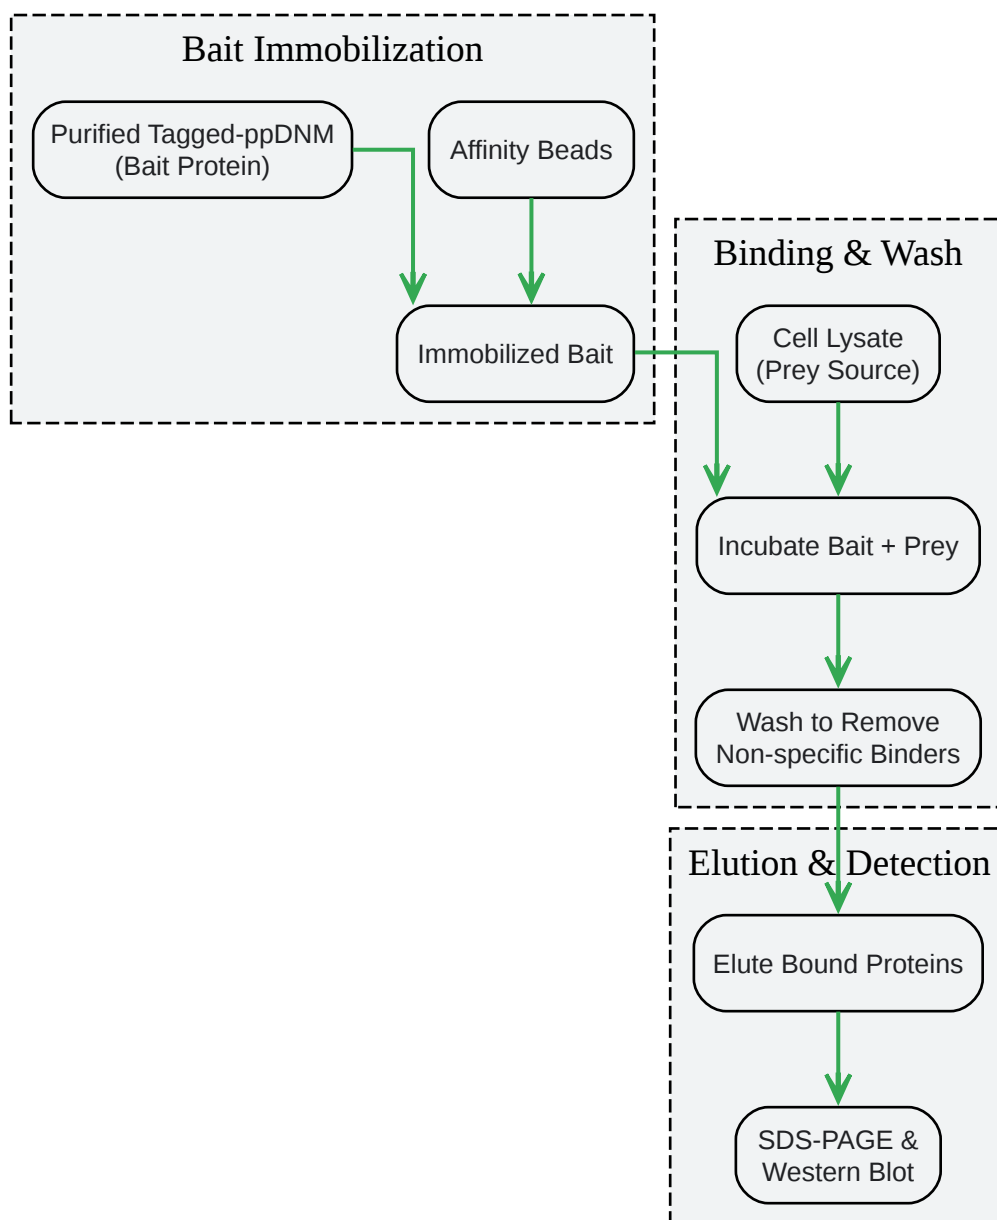 Bait Immobilization
Purified Tagged-ppDNM
(Bait Protein)
Affinity Beads
Immobilized Bait
Binding & Wash
Cell Lysate
(Prey Source)
Incubate Bait + Prey
Wash to Remove
Non-specific Binders
Elution & Detection
Elute Bound Proteins
SDS-PAGE &
Western Blot